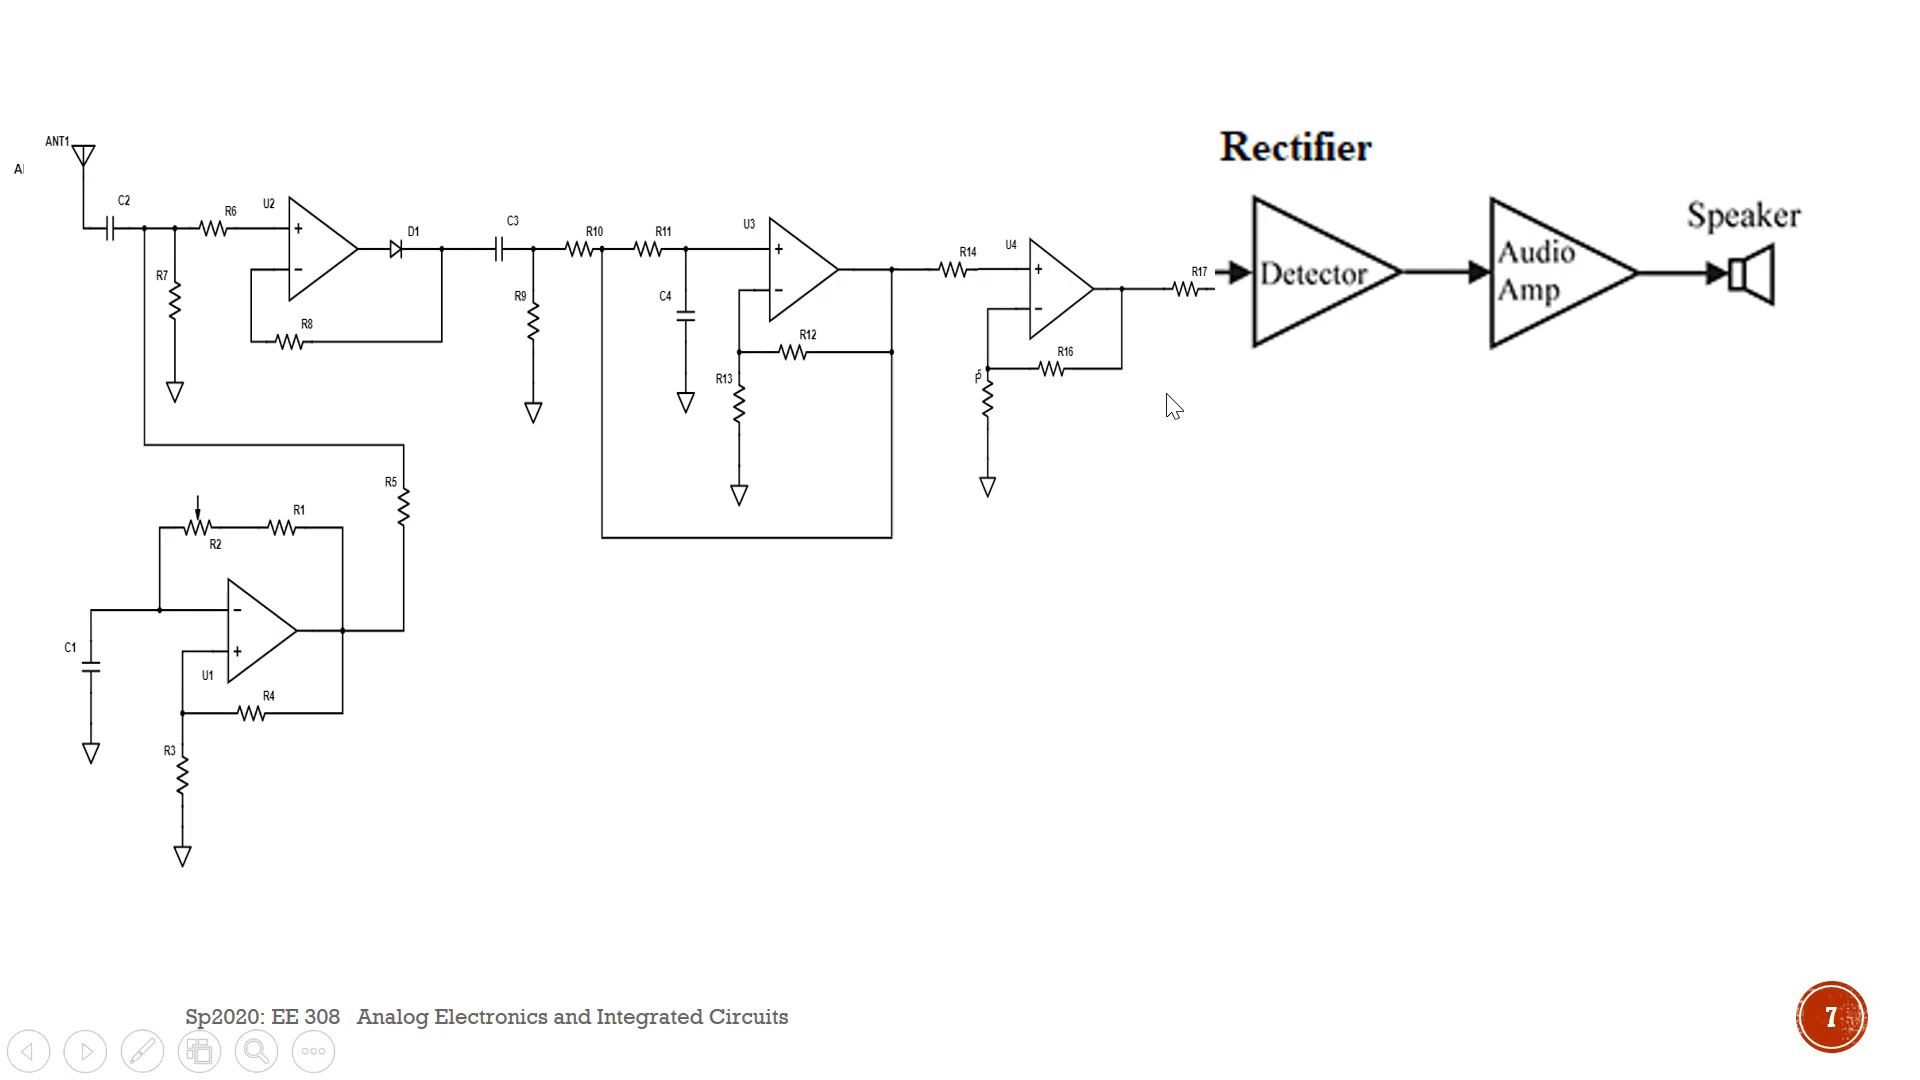 Rectifier
ANT1
C2
R6
U2
D1
C3
R10
R11
U3
R14
U4
R17
Detector
Audio
Amp
Speaker
+
-
R7
R8
R9
C4
+
-
R12
R13
+
-
R16
R5
R1
R2
C1
-
+
U1
R4
R3
Sp2020: EE 308 Analog Electronics and Integrated Circuits
7